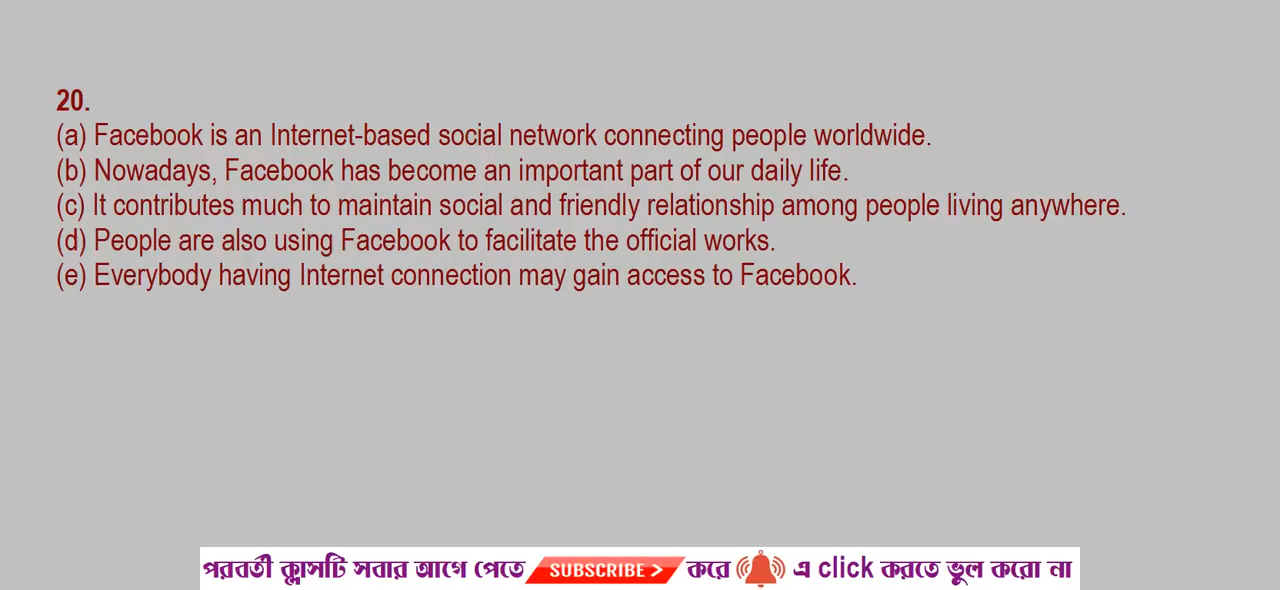 20.
(a) Facebook is an Internet-based social network connecting people worldwide.
(b) Nowadays, Facebook has become an important part of our daily life.
(c) It contributes much to maintain social and friendly relationship among people living anywhere.
(d) People are also using Facebook to facilitate the official works.
(e) Everybody having Internet connection may gain access to Facebook.
পরবর্তী ক্লাসটি সবার আগে পেতে SUBSCRIBE > করে এ click করতে ভুল করো না